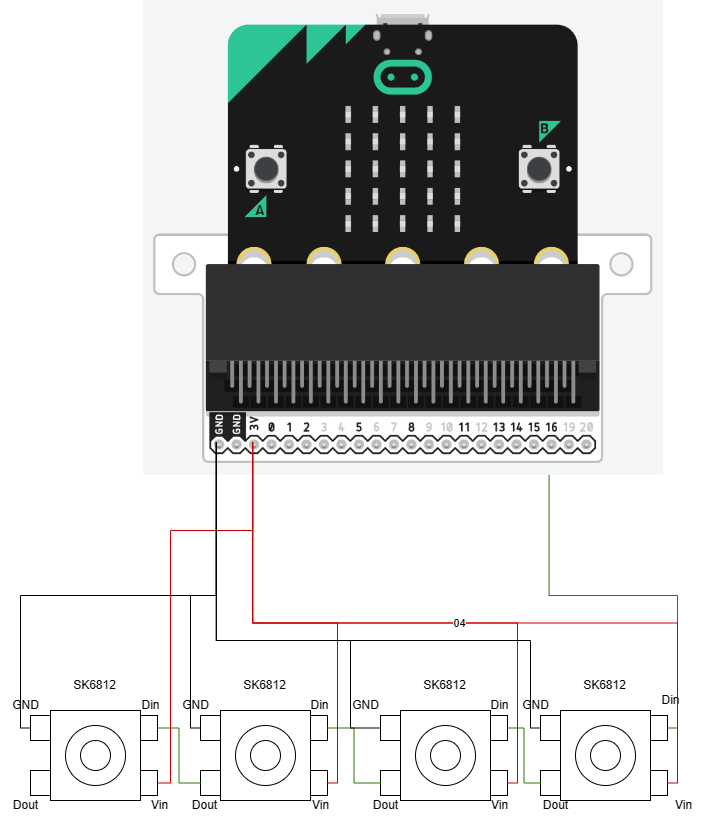 B
A
GND GND 3V 0 1 2 3 4 5 6 7 8 9 10 11 12 13 14 15 16 19 20
04
SK6812 SK6812 SK6812 SK6812
GND Din GND Din GND Din GND Din
Dout Vin Dout Vin Dout Vin Dout Vin